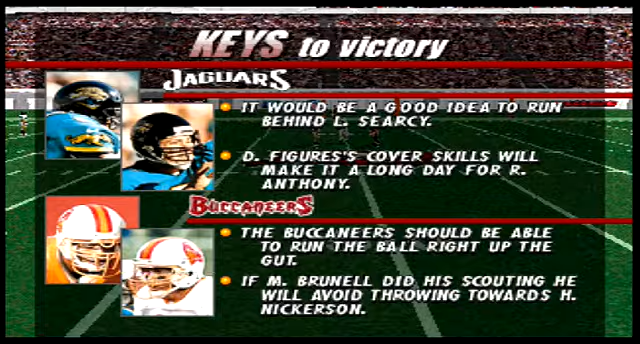 KEYS to victory
JAGUARS
IT WOULD BE A GOOD IDEA TO RUN
BEHIND L. SEARCY.
D. FIGURES'S COVER SKILLS WILL
MAKE IT A LONG DAY FOR R.
ANTHONY.
BUCCANEERS
THE BUCCANEERS SHOULD BE ABLE
TO RUN THE BALL RIGHT UP THE
GUT.
IF M. BRUNELL DID HIS SCOUTING HE
WILL AVOID THROWING TOWARDS H.
NICKERSON.